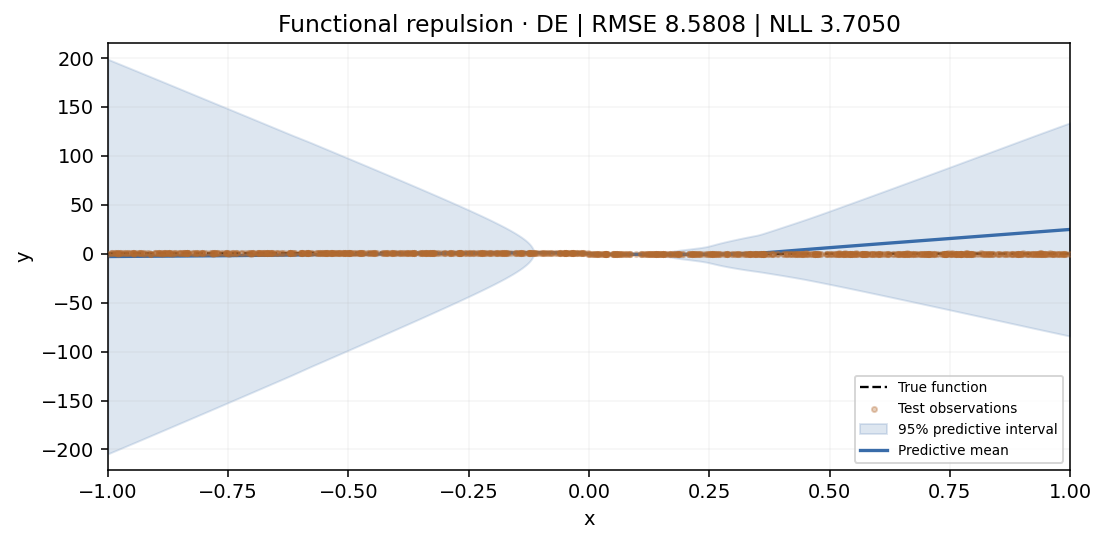 Functional repulsion · DE | RMSE 8.5808 | NLL 3.7050
200
150
100
50
0
−50
−100
−150
−200
y
True function
Test observations
95% predictive interval
Predictive mean
−1.00 −0.75 −0.50 −0.25 0.00 0.25 0.50 0.75 1.00
x